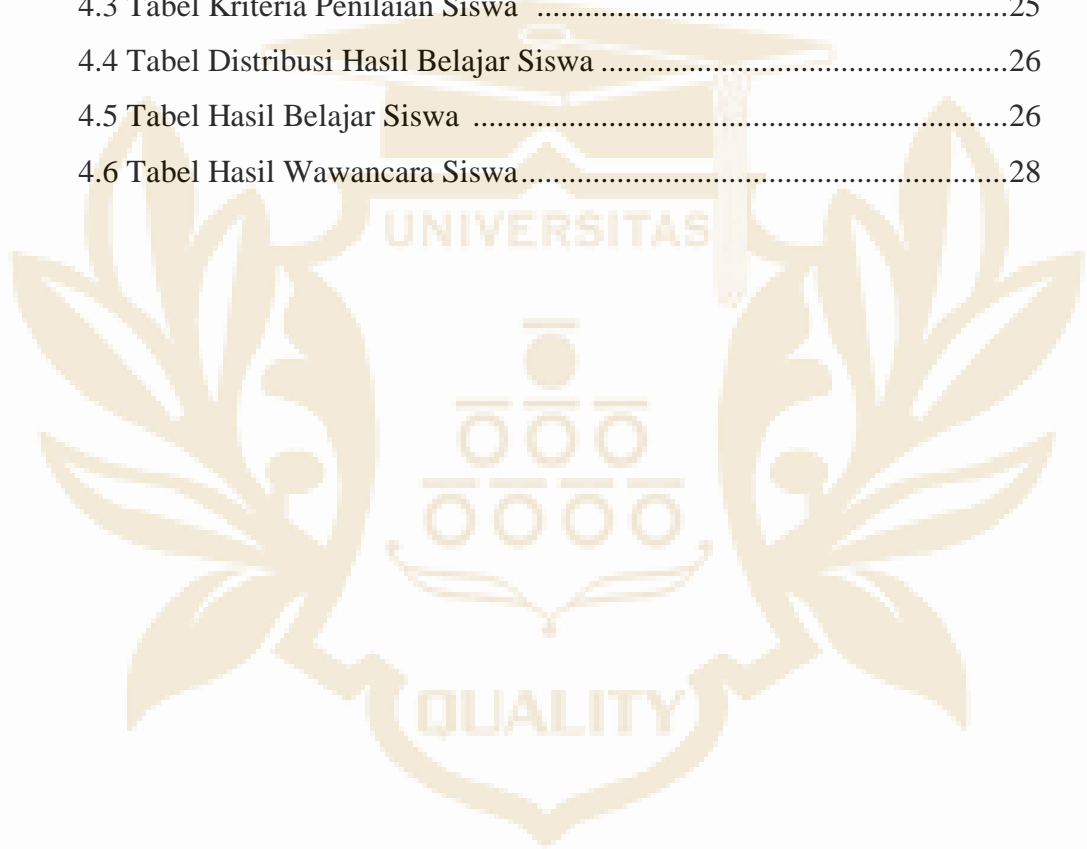 4.3 Tabel Kriteria Penilaian Siswa ..........................................................25
4.4 Tabel Distribusi Hasil Belajar Siswa ..................................................26
4.5 Tabel Hasil Belajar Siswa ..................................................................26
4.6 Tabel Hasil Wawancara Siswa............................................................28
UNIVERSITAS
QUALITY